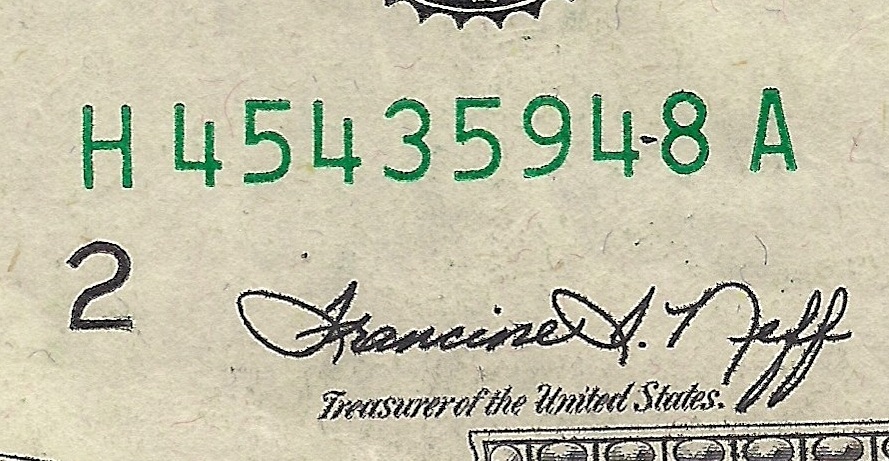 H 45435948 A
2
Francine I. Neff
Treasurer of the United States.